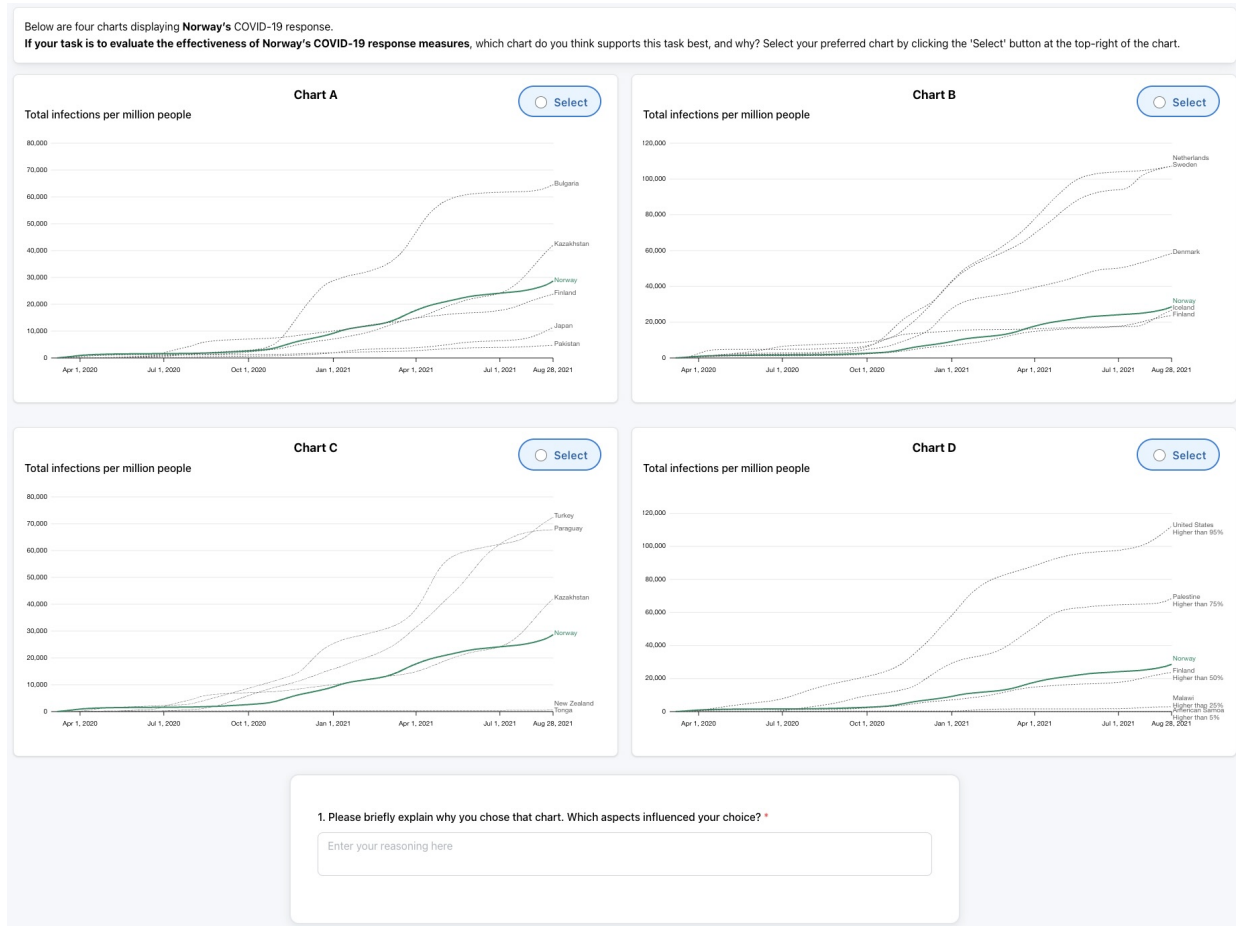 Below are four charts displaying Norway's COVID-19 response.
If your task is to evaluate the effectiveness of Norway's COVID-19 response measures, which chart do you think supports this task best, and why? Select your preferred chart by clicking the 'Select' button at the top-right of the chart.
Chart A
Select
Total infections per million people
80,000
70,000
60,000
50,000
40,000
30,000
20,000
10,000
0
Bulgaria
Kazakhstan
Norway
Finland
Japan
Pakistan
Apr 1, 2020 Jul 1, 2020 Oct 1, 2020 Jan 1, 2021 Apr 1, 2021 Jul 1, 2021 Aug 28, 2021
Chart B
Select
Total infections per million people
120,000
100,000
80,000
60,000
40,000
20,000
0
Netherlands
Sweden
Denmark
Norway
Iceland
Finland
Apr 1, 2020 Jul 1, 2020 Oct 1, 2020 Jan 1, 2021 Apr 1, 2021 Jul 1, 2021 Aug 28, 2021
Chart C
Select
Total infections per million people
80,000
70,000
60,000
50,000
40,000
30,000
20,000
10,000
0
Turkey
Paraguay
Kazakhstan
Norway
New Zealand
Tonga
Apr 1, 2020 Jul 1, 2020 Oct 1, 2020 Jan 1, 2021 Apr 1, 2021 Jul 1, 2021 Aug 28, 2021
Chart D
Select
Total infections per million people
120,000
100,000
80,000
60,000
40,000
20,000
0
United States
Higher than 95%
Palestine
Higher than 75%
Norway
Finland
Higher than 50%
Malawi
Higher than 25%
American Samoa
Higher than 5%
Apr 1, 2020 Jul 1, 2020 Oct 1, 2020 Jan 1, 2021 Apr 1, 2021 Jul 1, 2021 Aug 28, 2021
1. Please briefly explain why you chose that chart. Which aspects influenced your choice? *
Enter your reasoning here